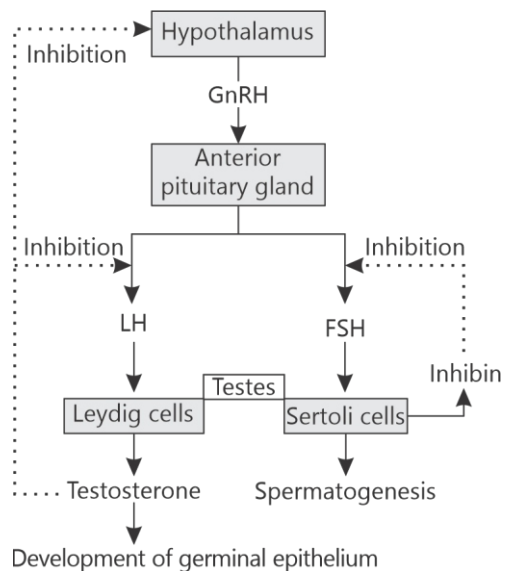 Hypothalamus
Inhibition
GnRH
Anterior
pituitary gland
Inhibition
Inhibition
LH
FSH
Testes
Inhibin
Leydig cells
Sertoli cells
Testosterone
Spermatogenesis
Development of germinal epithelium